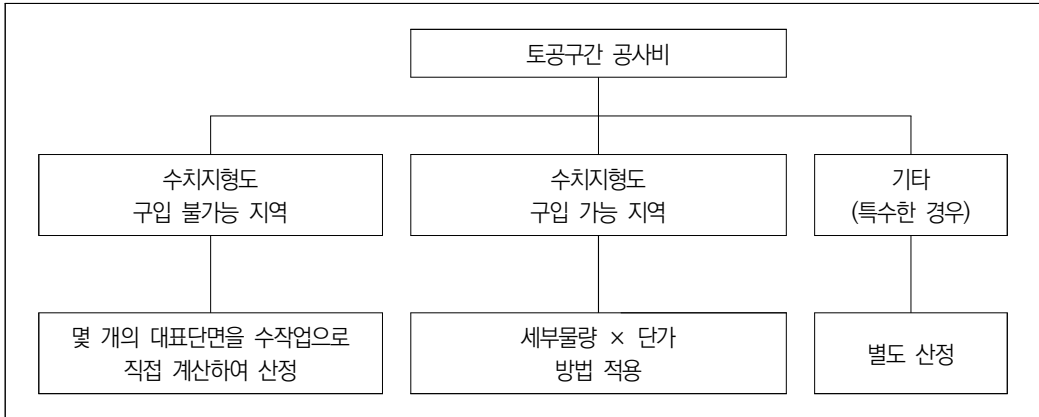 토공구간 공사비
수치지형도
구입 불가능 지역
수치지형도
구입 가능 지역
기타
(특수한 경우)
몇 개의 대표단면을 수작업으로
직접 계산하여 산정
세부물량 × 단가
방법 적용
별도 산정